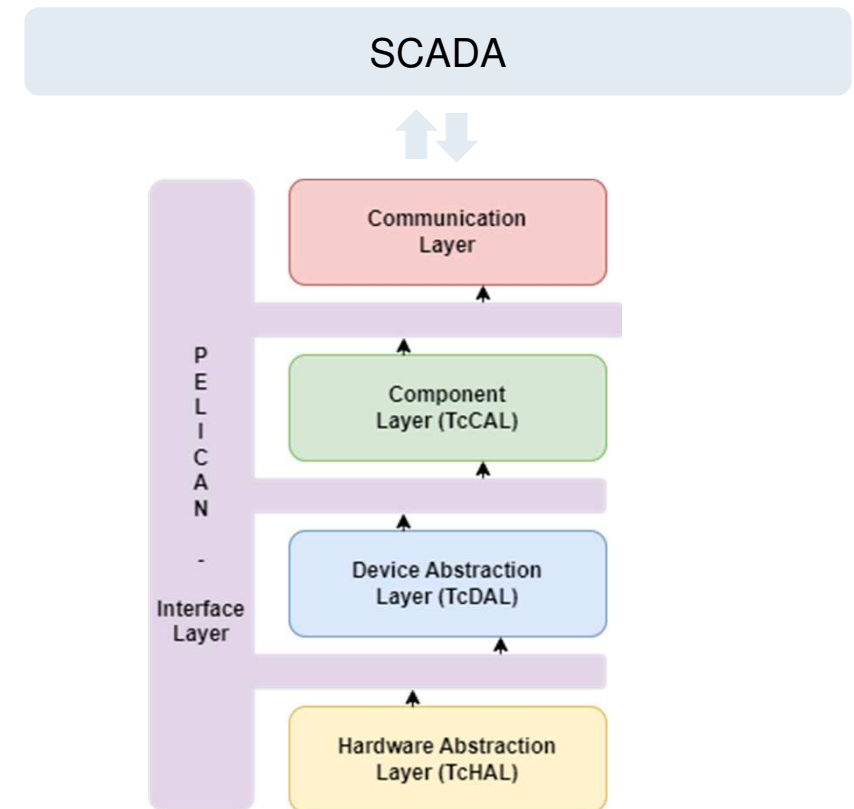 SCADA
Communication
Layer
Component
Layer (TcCAL)
P
E
L
I
C
A
N
-
Interface
Layer
Device Abstraction
Layer (TcDAL)
Hardware Abstraction
Layer (TcHAL)